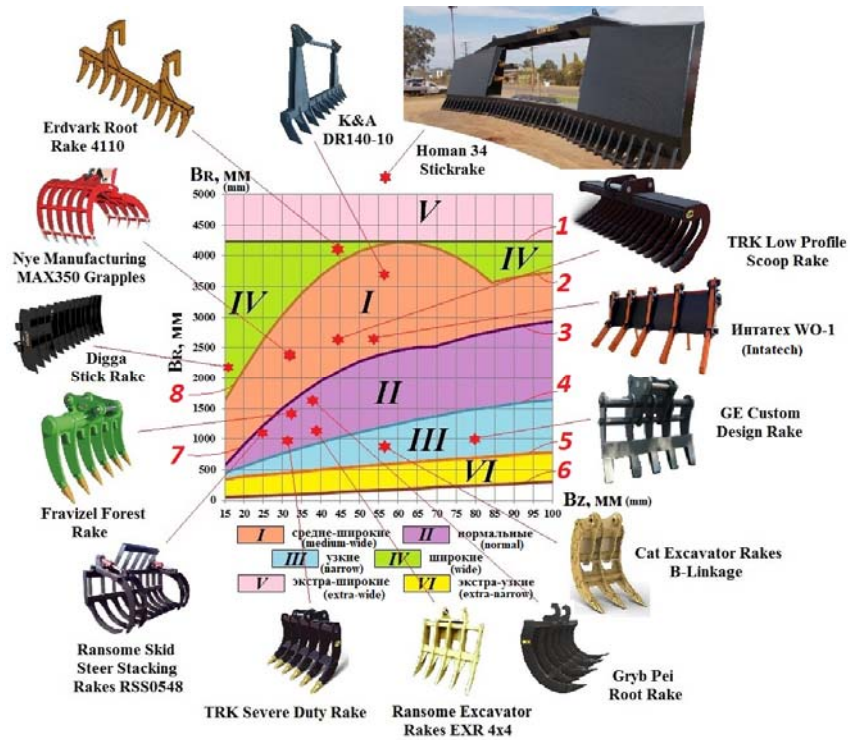 Erdvark Root
Rake 4110
K&A
DR140-10
Homan 34
Stickrake
Nye Manufacturing
MAX350 Grapples
Digga
Stick Rake
Fravizel Forest
Rake
Ransome Skid
Steer Stacking
Rakes RSS0548
TRK Severe Duty Rake
Ransome Excavator
Rakes EXR 4x4
Gryb Pei
Root Rake
Cat Excavator Rakes
B-Linkage
GE Custom
Design Rake
Интатех WO-1
(Intatech)
TRK Low Profile
Scoop Rake
BR, ММ
(mm)
BR, ММ
5000
4500
4000
3500
3000
2500
2000
1500
1000
500
0
15 20 25 30 35 40 45 50 55 60 65 70 75 80 85 90 95 100
BZ, ММ (mm)
V
IV
I
IV
II
III
VI
1
2
3
4
5
6
7
8
I средне-широкие
(medium-wide)
II нормальные
(normal)
III узкие
(narrow)
IV широкие
(wide)
V экстра-широкие
(extra-wide)
VI экстра-узкие
(extra-narrow)